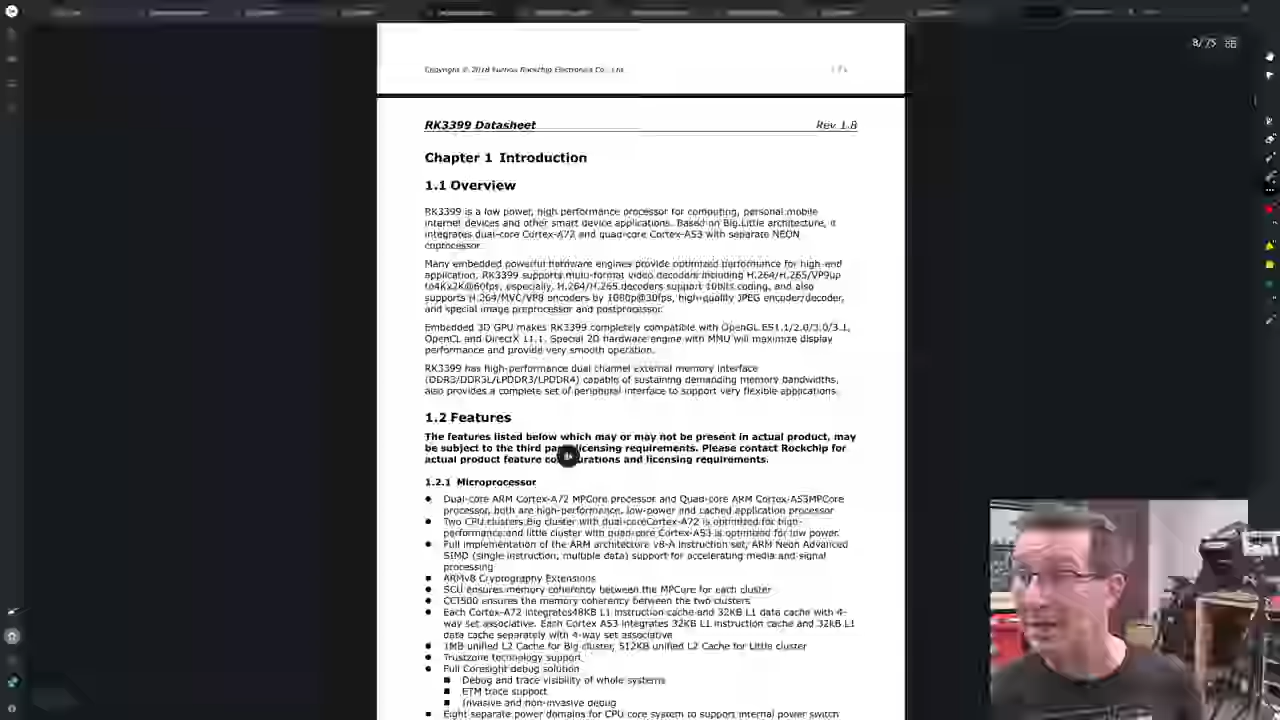 8/75
Copyright © 2018 Fuzhou Rockchip Electronics Co., Ltd.
RK3399 Datasheet Rev 1.8
Chapter 1 Introduction
1.1 Overview
RK3399 is a low power, high performance processor for computing, personal mobile
internet devices and other smart device applications. Based on Big.Little architecture, it
integrates dual-core Cortex-A72 and quad-core Cortex-A53 with separate NEON
coprocessor.
Many embedded powerful hardware engines provide optimized performance for high-end
application. RK3399 supports multi-format video decoders including H.264/H.265/VP9up
to4Kx2K@60fps, especially, H.264/H.265 decoders support 10bits coding, and also
supports H.264/MVC/VP8 encoders by 1080p@30fps, high-quality JPEG encoder/decoder,
and special image preprocessor and postprocessor.
Embedded 3D GPU makes RK3399 completely compatible with OpenGL ES1.1/2.0/3.0/3.1,
OpenCL and DirectX 11.1. Special 2D hardware engine with MMU will maximize display
performance and provide very smooth operation.
RK3399 has high-performance dual channel external memory interface
(DDR3/DDR3L/LPDDR3/LPDDR4) capable of sustaining demanding memory bandwidths,
also provides a complete set of peripheral interface to support very flexible applications.
1.2 Features
The features listed below which may or may not be present in actual product, may
be subject to the third party licensing requirements. Please contact Rockchip for
actual product feature configurations and licensing requirements.
1.2.1 Microprocessor
● Dual-core ARM Cortex-A72 MPCore processor and Quad-core ARM Cortex-A53MPCore
processor, both are high-performance, low-power and cached application processor
● Two CPU clusters.Big cluster with dual-coreCortex-A72 is optimized for high-
performance and little cluster with quad-core Cortex-A53 is optimized for low power.
● Full implementation of the ARM architecture v8-A instruction set, ARM Neon Advanced
SIMD (single instruction, multiple data) support for accelerating media and signal
processing
● ARMv8 Cryptography Extensions
● SCU ensures memory coherency between the MPCore for each cluster
● CCI500 ensures the memory coherency between the two clusters
● Each Cortex-A72 integrates48KB L1 instruction cache and 32KB L1 data cache with 4-
way set associative. Each Cortex A53 integrates 32KB L1 instruction cache and 32kB L1
data cache separately with 4-way set associative
● 1MB unified L2 Cache for Big cluster, 512KB unified L2 Cache for Little cluster
● Trustzone technology support
● Full Coresight debug solution
■ Debug and trace visibility of whole systems
■ ETM trace support
■ Invasive and non-invasive debug
● Eight separate power domains for CPU core system to support internal power switch